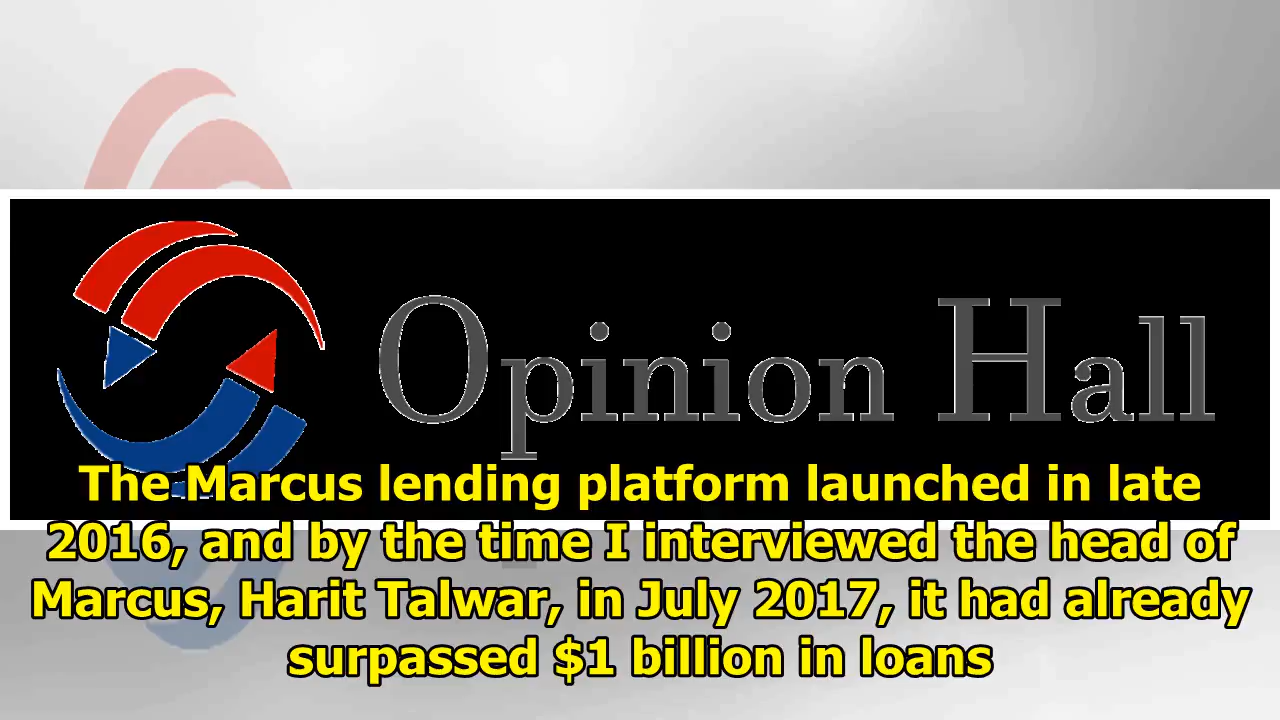 Opinion Hall
The Marcus lending platform launched in late
2016, and by the time I interviewed the head of
Marcus, Harit Talwar, in July 2017, it had already
surpassed $1 billion in loans